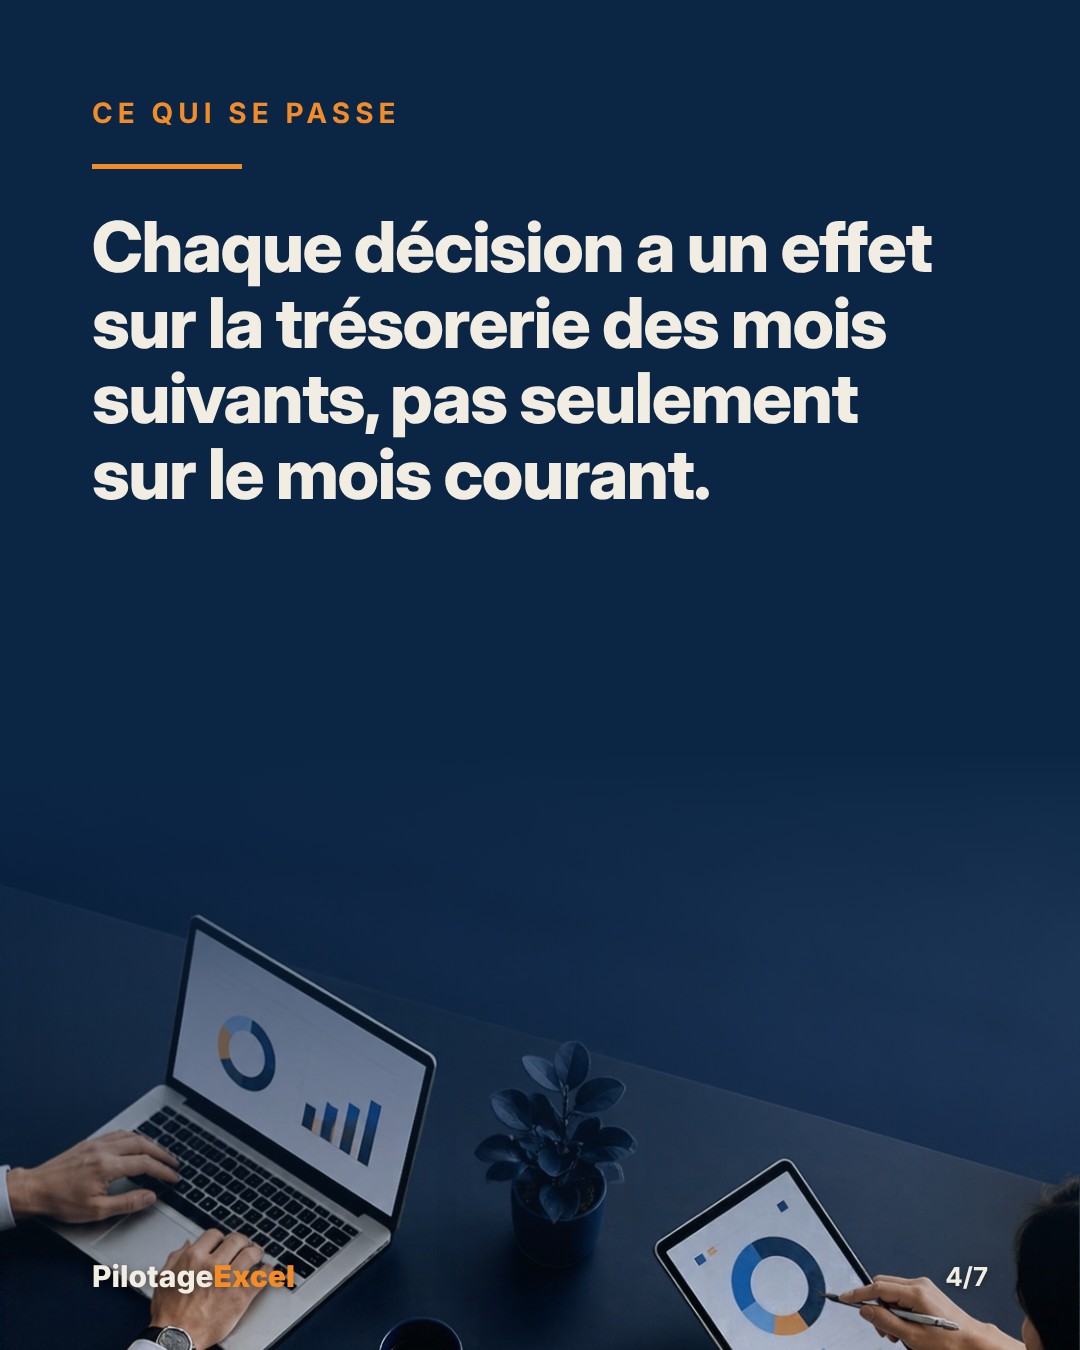 CE QUI SE PASSE
Chaque décision a un effet
sur la trésorerie des mois
suivants, pas seulement
sur le mois courant.
PilotageExcel
4/7